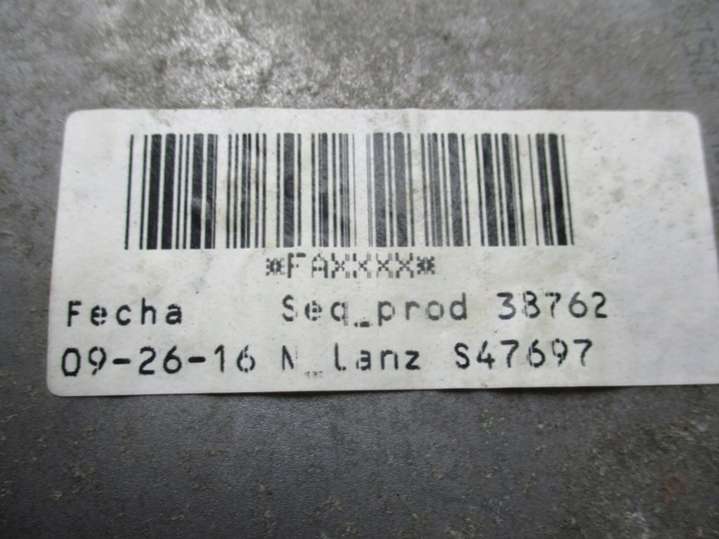 *FAXXXX*
Fecha Seq_prod 38762
09-26-16 N_lanz S47697